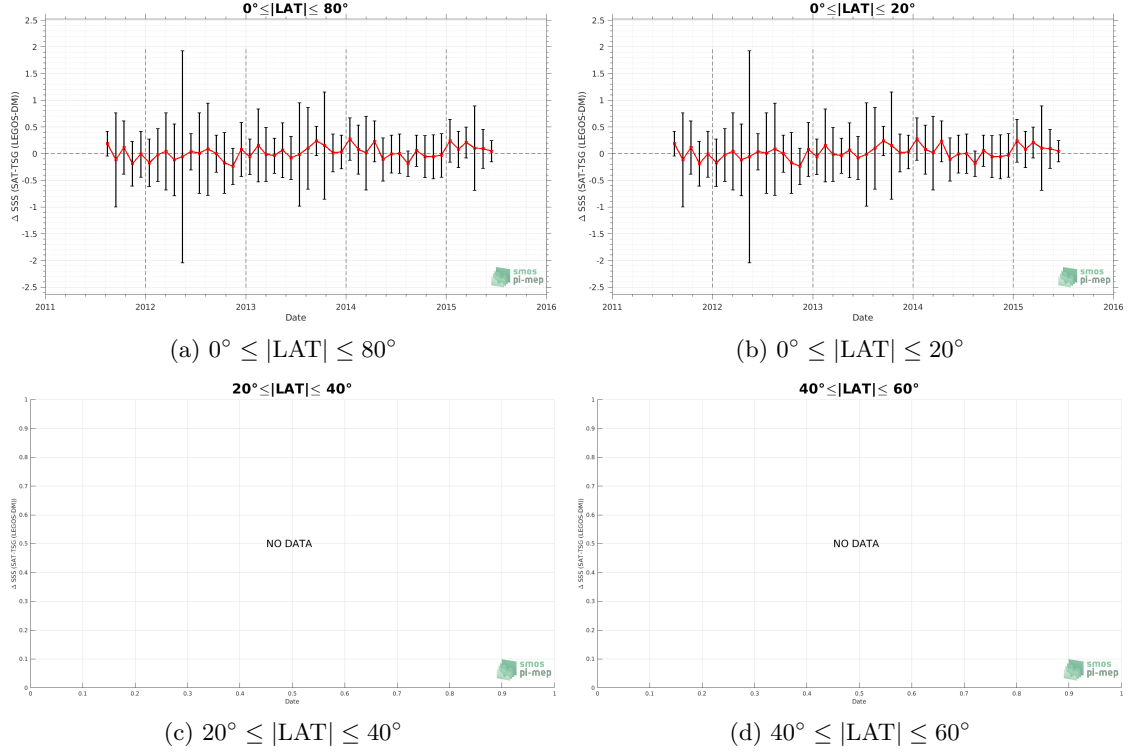 0°≤|LAT|≤ 80°
2.5
2
1.5
1
0.5
0
-0.5
-1
-1.5
-2
-2.5
Δ SSS (SAT-TSG (LEGOS-DM))
2011 2012 2013 2014 2015 2016
Date
smos
pi-mep
(a) 0° ≤ |LAT| ≤ 80°
0°≤|LAT|≤ 20°
2.5
2
1.5
1
0.5
0
-0.5
-1
-1.5
-2
-2.5
Δ SSS (SAT-TSG (LEGOS-DM))
2011 2012 2013 2014 2015 2016
Date
smos
pi-mep
(b) 0° ≤ |LAT| ≤ 20°
20°≤|LAT|≤ 40°
1
0.9
0.8
0.7
0.6
0.5
0.4
0.3
0.2
0.1
0
Δ SSS (SAT-TSG (LEGOS-DM))
NO DATA
0 0.1 0.2 0.3 0.4 0.5 0.6 0.7 0.8 0.9 1
Date
smos
pi-mep
(c) 20° ≤ |LAT| ≤ 40°
40°≤|LAT|≤ 60°
1
0.9
0.8
0.7
0.6
0.5
0.4
0.3
0.2
0.1
0
Δ SSS (SAT-TSG (LEGOS-DM))
NO DATA
0 0.1 0.2 0.3 0.4 0.5 0.6 0.7 0.8 0.9 1
Date
smos
pi-mep
(d) 40° ≤ |LAT| ≤ 60°